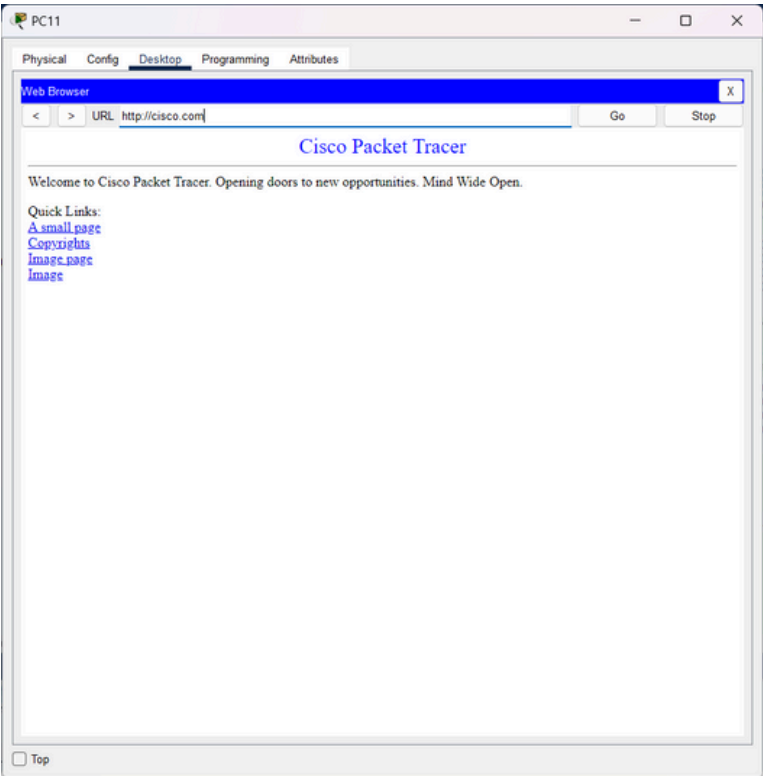 PC11
Physical Config Desktop Programming Attributes
Web Browser X
< > URL http://cisco.com Go Stop
Cisco Packet Tracer
Welcome to Cisco Packet Tracer. Opening doors to new opportunities. Mind Wide Open.
Quick Links:
A small page
Copyrights
Image page
Image
Top